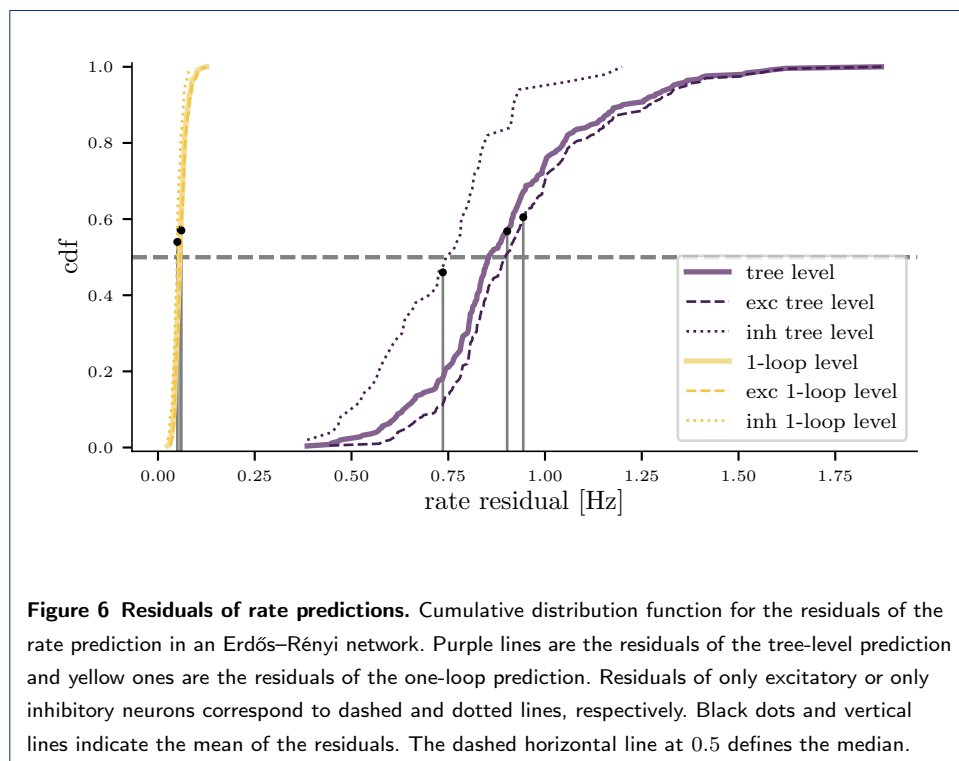 1.0
0.8
0.6
0.4
0.2
0.0
cdf
0.00 0.25 0.50 0.75 1.00 1.25 1.50 1.75
rate residual [Hz]
tree level
exc tree level
inh tree level
1-loop level
exc 1-loop level
inh 1-loop level
Figure 6 Residuals of rate predictions. Cumulative distribution function for the residuals of the
rate prediction in an Erdős–Rényi network. Purple lines are the residuals of the tree-level prediction
and yellow ones are the residuals of the one-loop prediction. Residuals of only excitatory or only
inhibitory neurons correspond to dashed and dotted lines, respectively. Black dots and vertical
lines indicate the mean of the residuals. The dashed horizontal line at 0.5 defines the median.